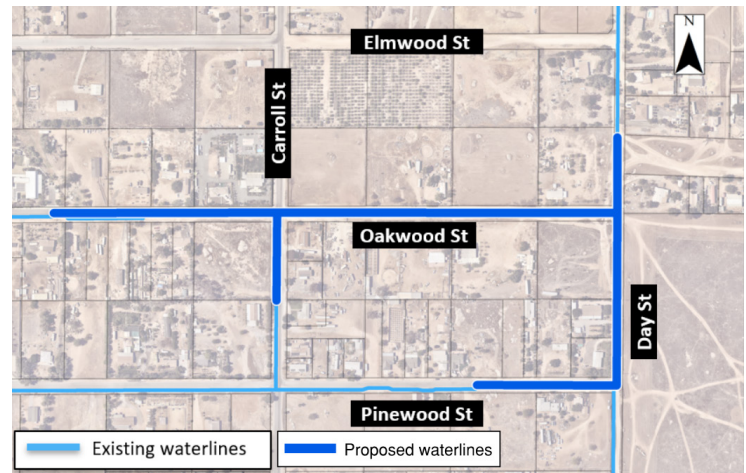 N
Elmwood St
Carroll St
Oakwood St
Day St
Pinewood St
Existing waterlines
Proposed waterlines